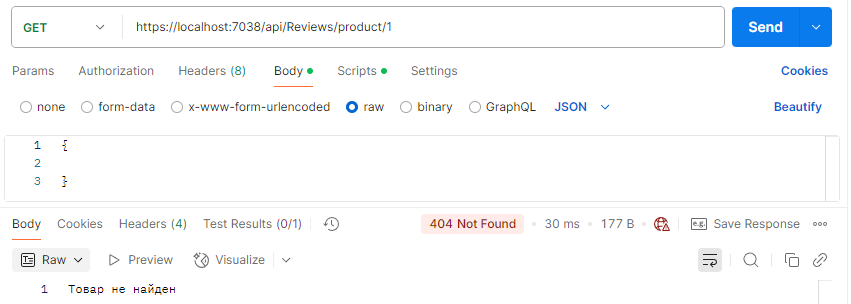 GET https://localhost:7038/api/Reviews/product/1 Send
Params Authorization Headers (8) Body Scripts Settings Cookies
none form-data x-www-form-urlencoded raw binary GraphQL JSON Beautify
1 {
2
3 }
Body Cookies Headers (4) Test Results (0/1) 404 Not Found 30 ms 177 B e.g. Save Response
Raw Preview Visualize
1 Товар не найден